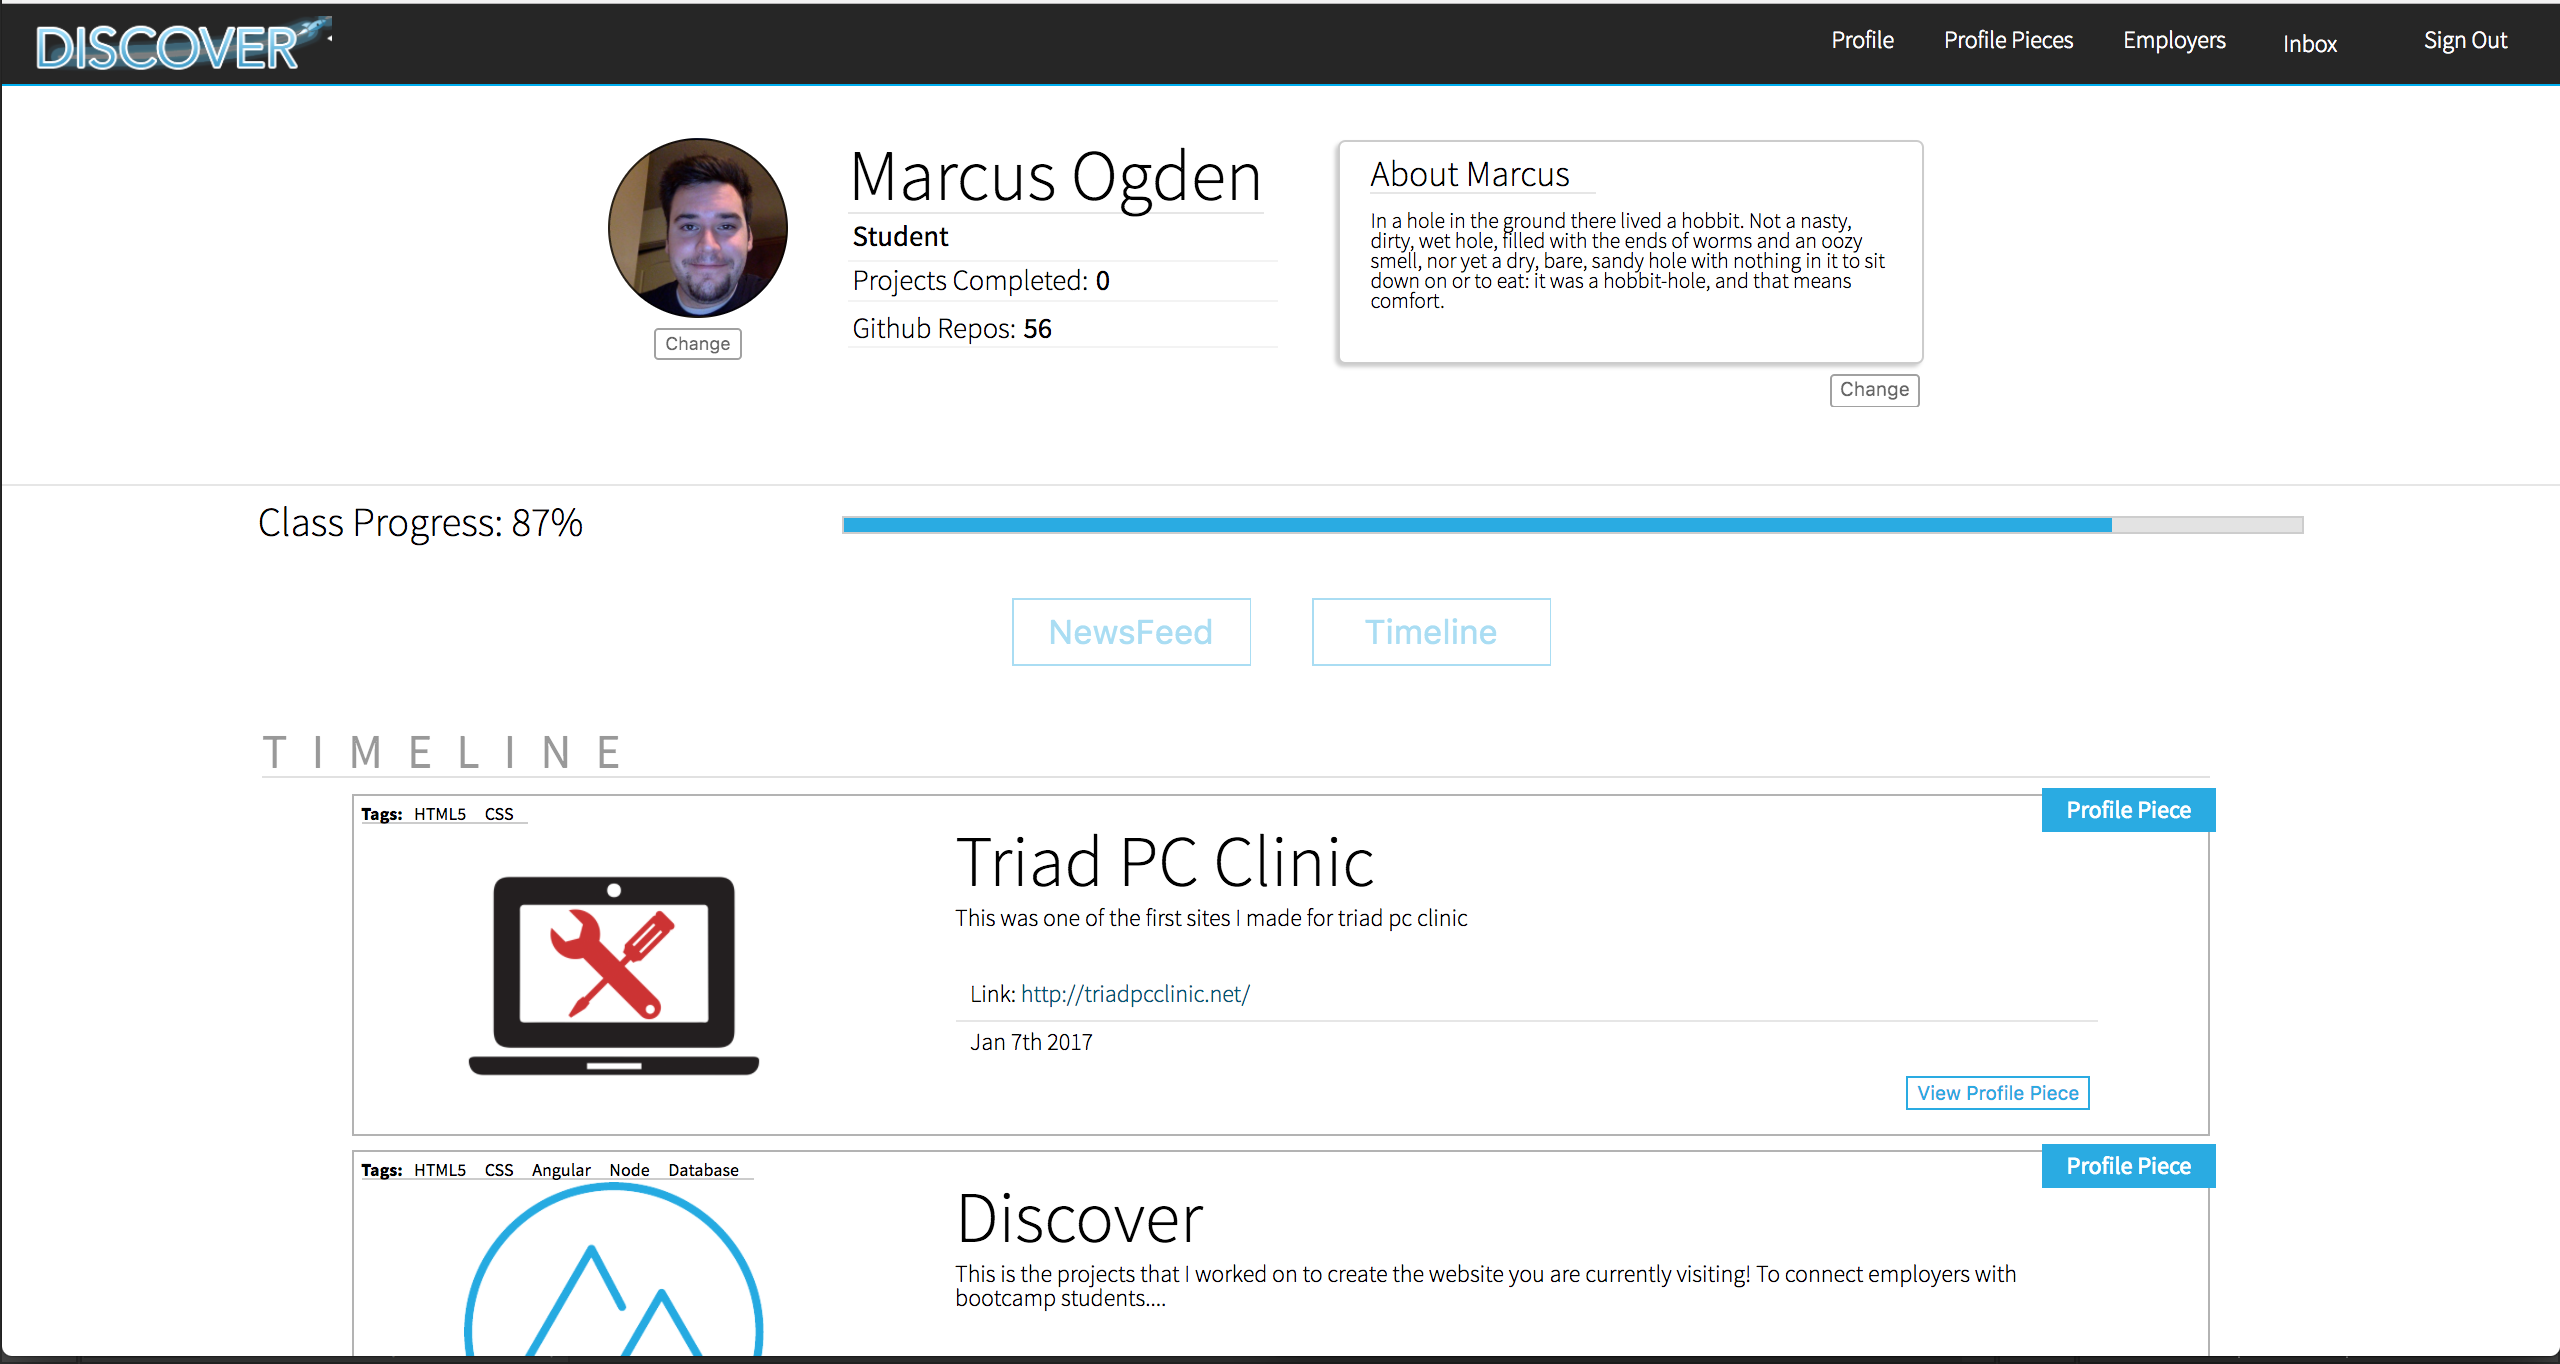 DISCOVER
Profile Profile Pieces Employers Inbox Sign Out
Marcus Ogden
Student
Projects Completed: 0
Github Repos: 56
Change
About Marcus
In a hole in the ground there lived a hobbit. Not a nasty,
dirty, wet hole, filled with the ends of worms and an oozy
smell, nor yet a dry, bare, sandy hole with nothing in it to sit
down on or to eat: it was a hobbit-hole, and that means
comfort.
Change
Class Progress: 87%
NewsFeed Timeline
TIMELINE
Tags: HTML5 CSS
Profile Piece
Triad PC Clinic
This was one of the first sites I made for triad pc clinic
Link: http://triadpcclinic.net/
Jan 7th 2017
View Profile Piece
Tags: HTML5 CSS Angular Node Database
Profile Piece
Discover
This is the projects that I worked on to create the website you are currently visiting! To connect employers with
bootcamp students....